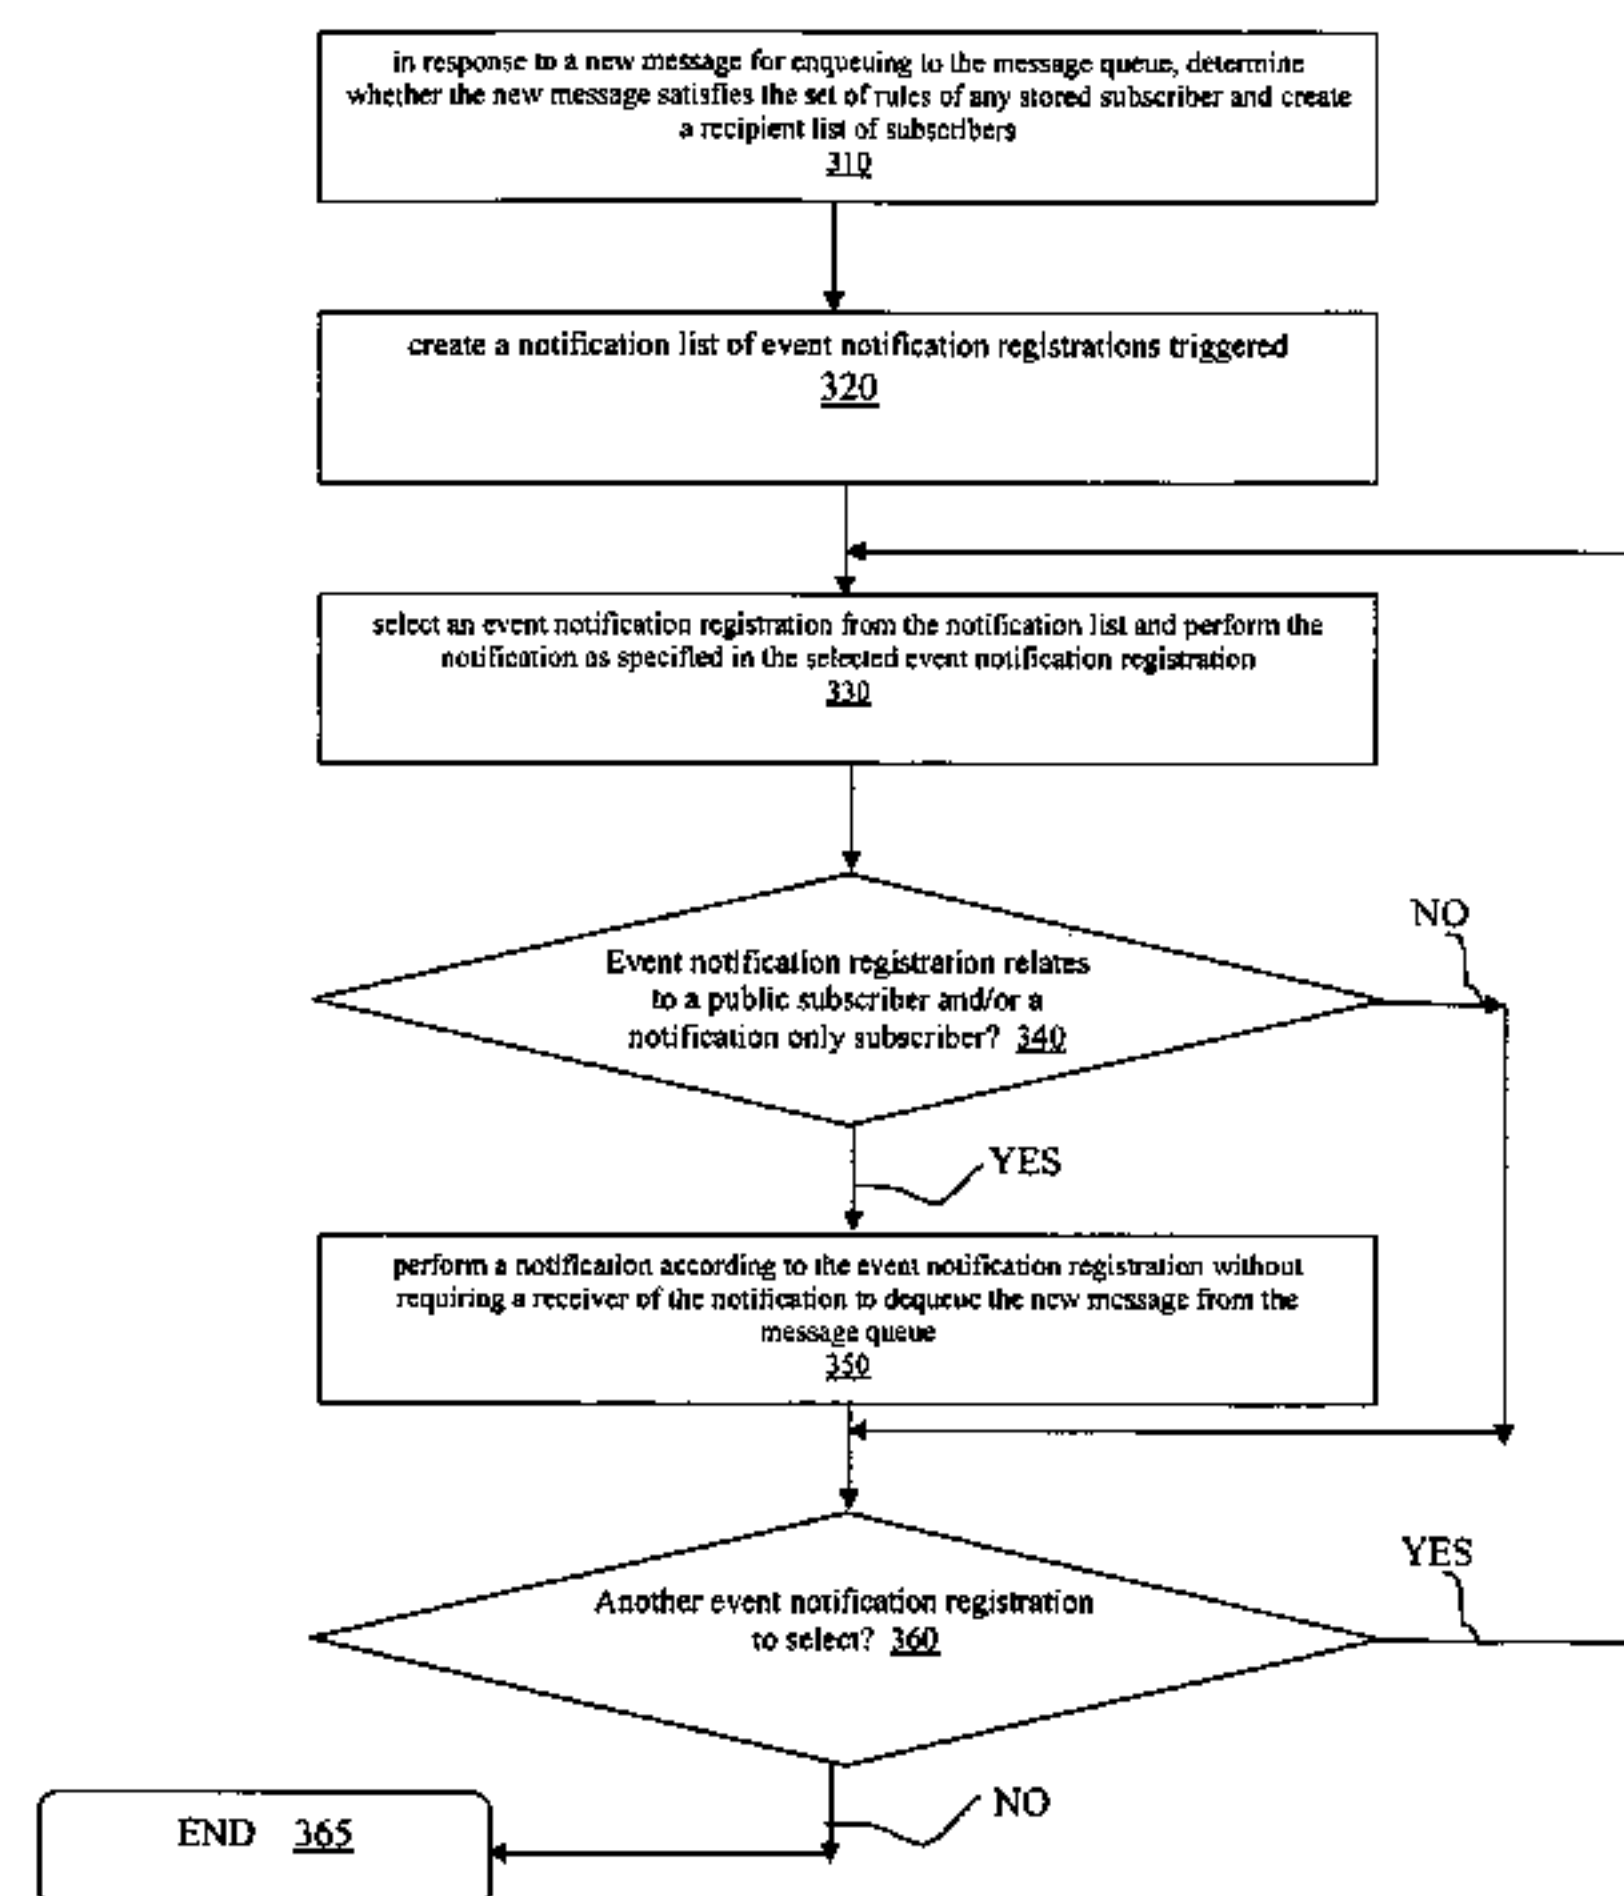 in response to a new message for enqueuing to the message queue, determine
whether the new message satisfies the set of rules of any stored subscriber and create
a recipient list of subscribers
310
create a notification list of event notification registrations triggered
320
select an event notification registration from the notification list and perform the
notification as specified in the selected event notification registration
330
NO
Event notification registration relates
to a public subscriber and/or a
notification only subscriber? 340
YES
perform a notification according to the event notification registration without
requiring a receiver of the notification to dequeue the new message from the
message queue
350
YES
Another event notification registration
to select? 360
NO
END 365